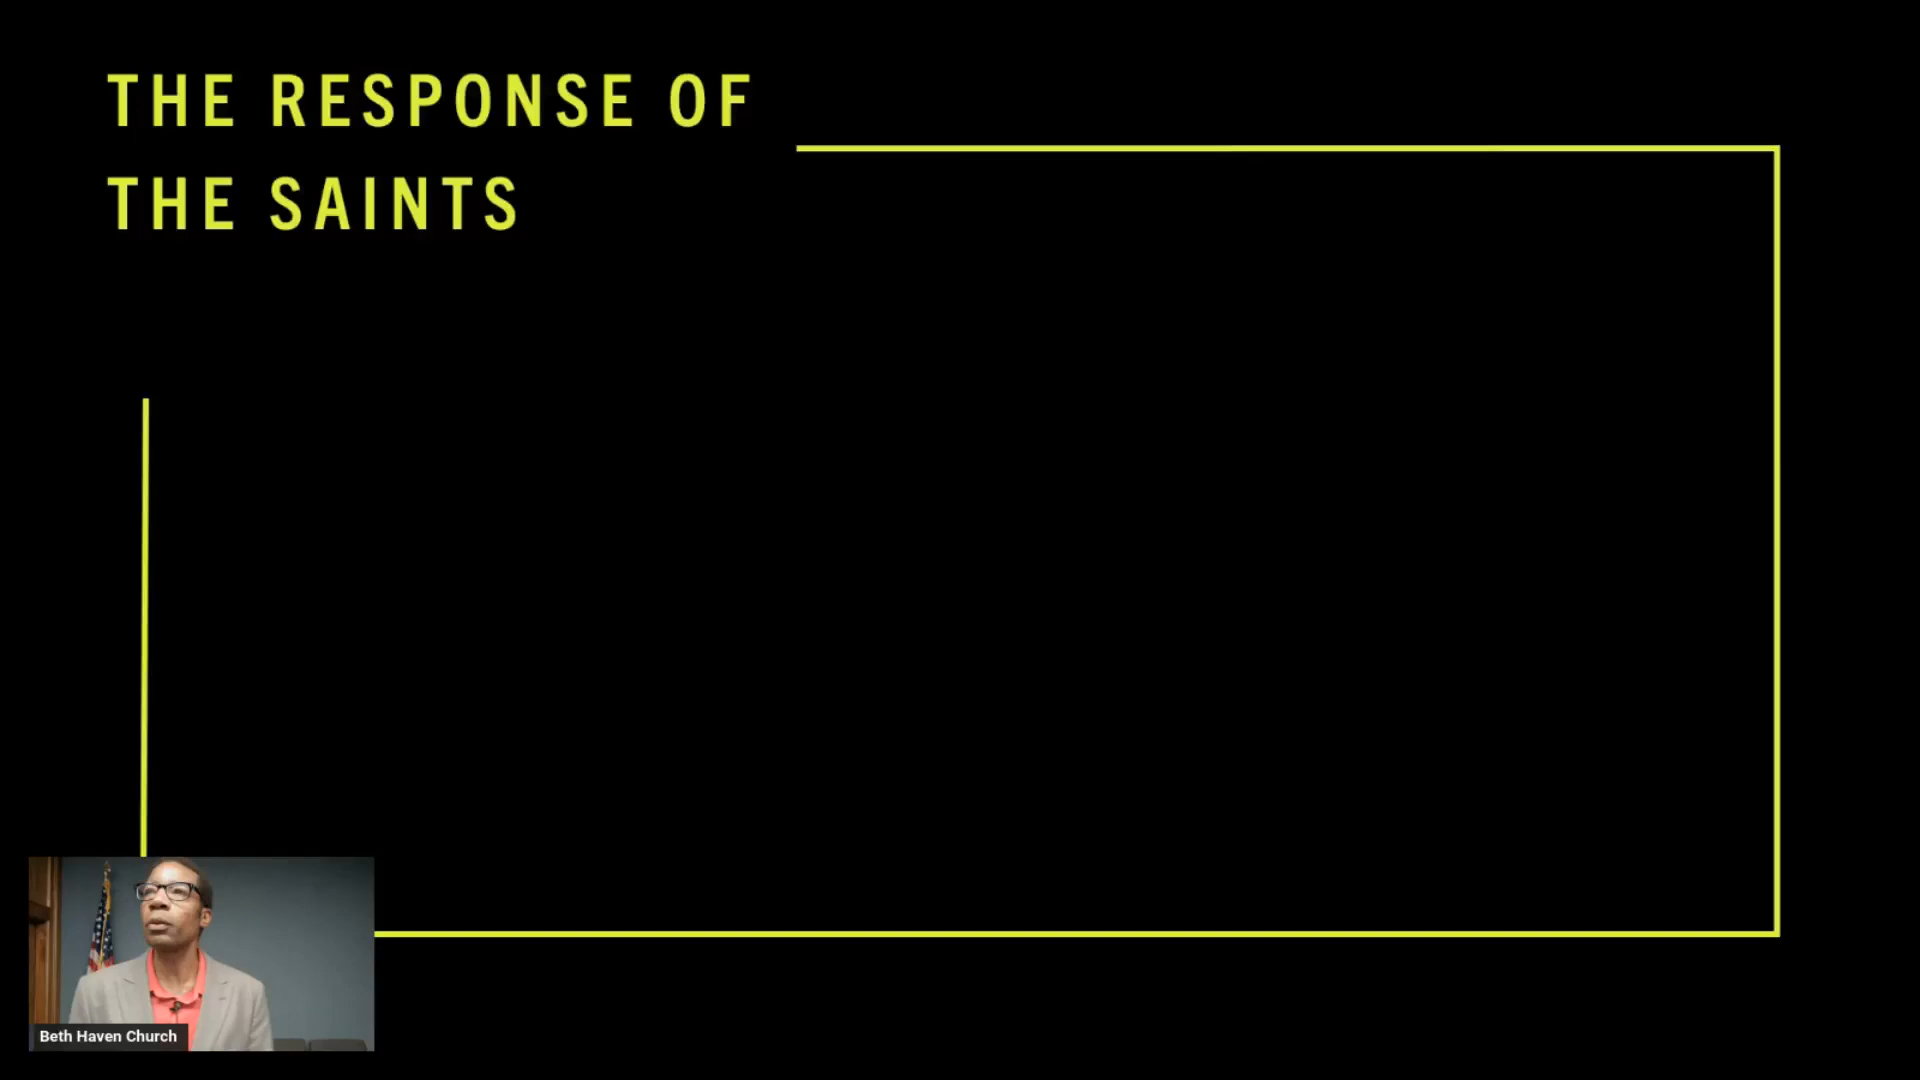 THE RESPONSE OF
THE SAINTS
Beth Haven Church